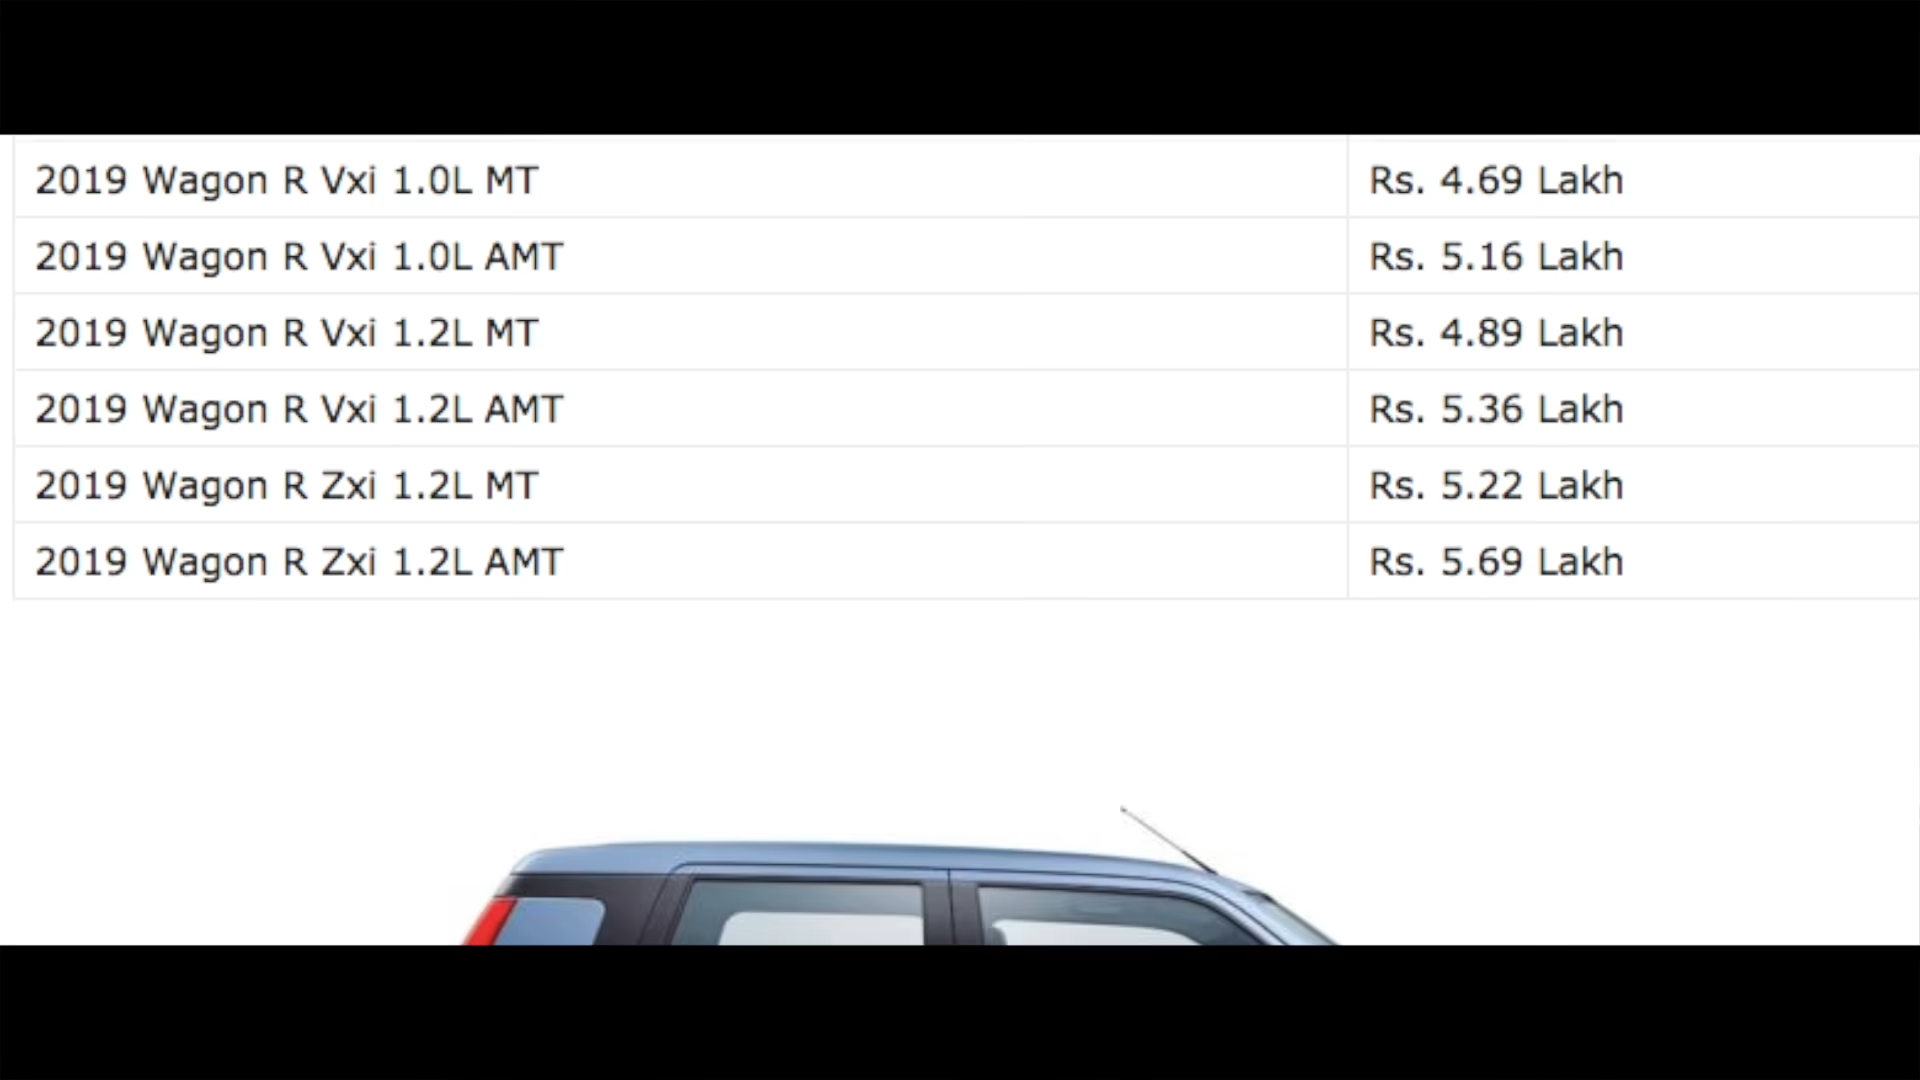 2019 Wagon R Vxi 1.0L MT Rs. 4.69 Lakh
2019 Wagon R Vxi 1.0L AMT Rs. 5.16 Lakh
2019 Wagon R Vxi 1.2L MT Rs. 4.89 Lakh
2019 Wagon R Vxi 1.2L AMT Rs. 5.36 Lakh
2019 Wagon R Zxi 1.2L MT Rs. 5.22 Lakh
2019 Wagon R Zxi 1.2L AMT Rs. 5.69 Lakh